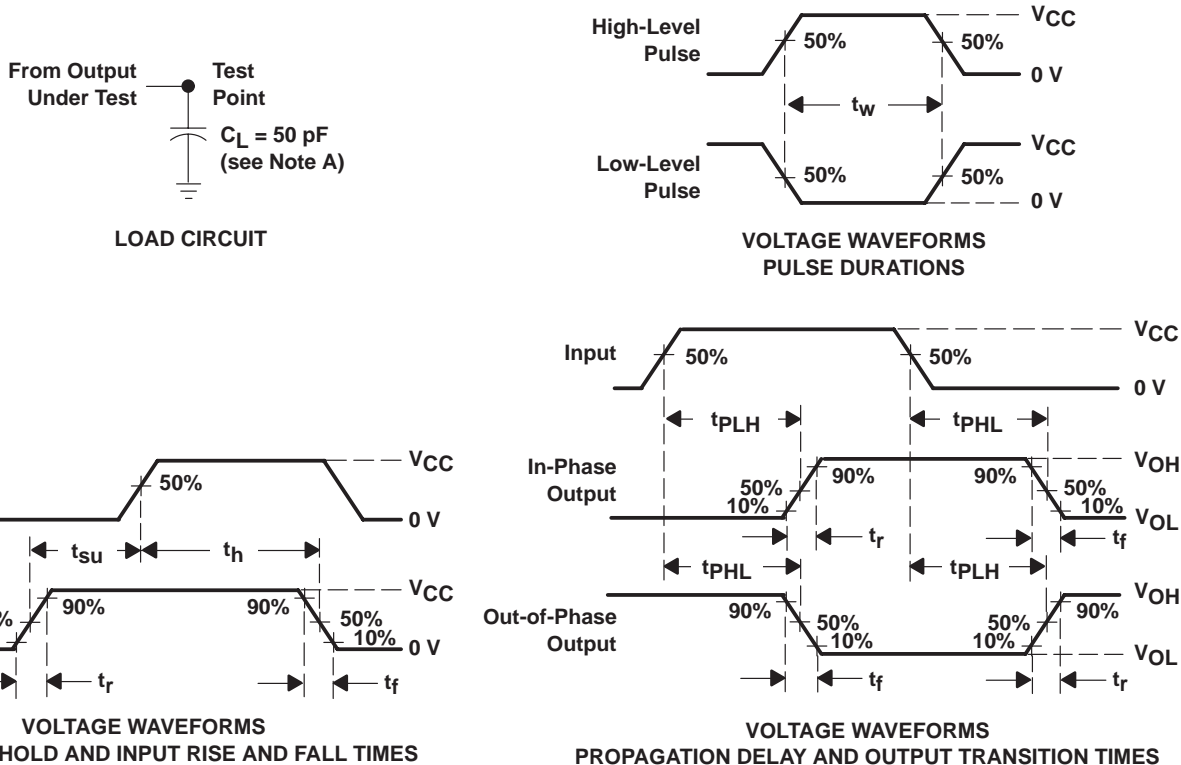 From Output
Under Test
Test
Point
CL = 50 pF
(see Note A)
LOAD CIRCUIT
High-Level
Pulse
50%
50%
VCC
0 V
tw
Low-Level
Pulse
50%
50%
VCC
0 V
VOLTAGE WAVEFORMS
PULSE DURATIONS
50%
VCC
0 V
tsu
th
90%
90%
50%
10%
VCC
0 V
tr
tf
VOLTAGE WAVEFORMS
HOLD AND INPUT RISE AND FALL TIMES
Input
50%
50%
VCC
0 V
tPLH
tPHL
In-Phase
Output
50%
10%
90%
90%
50%
10%
VOH
VOL
tr
tf
tPHL
tPLH
Out-of-Phase
Output
90%
50%
10%
50%
10%
90%
VOH
VOL
tf
tr
VOLTAGE WAVEFORMS
PROPAGATION DELAY AND OUTPUT TRANSITION TIMES